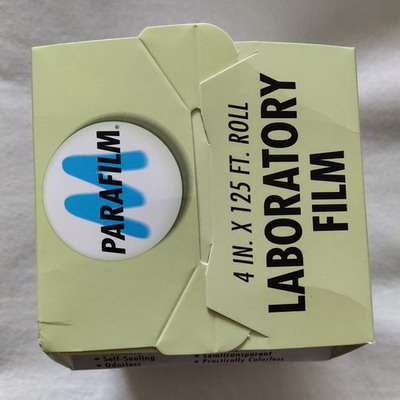 PARAFILM®
M
4 IN. X 125 FT. ROLL
LABORATORY
FILM
• Self-Sealing
• Odorless
• Semitransparent
• Practically Colorless